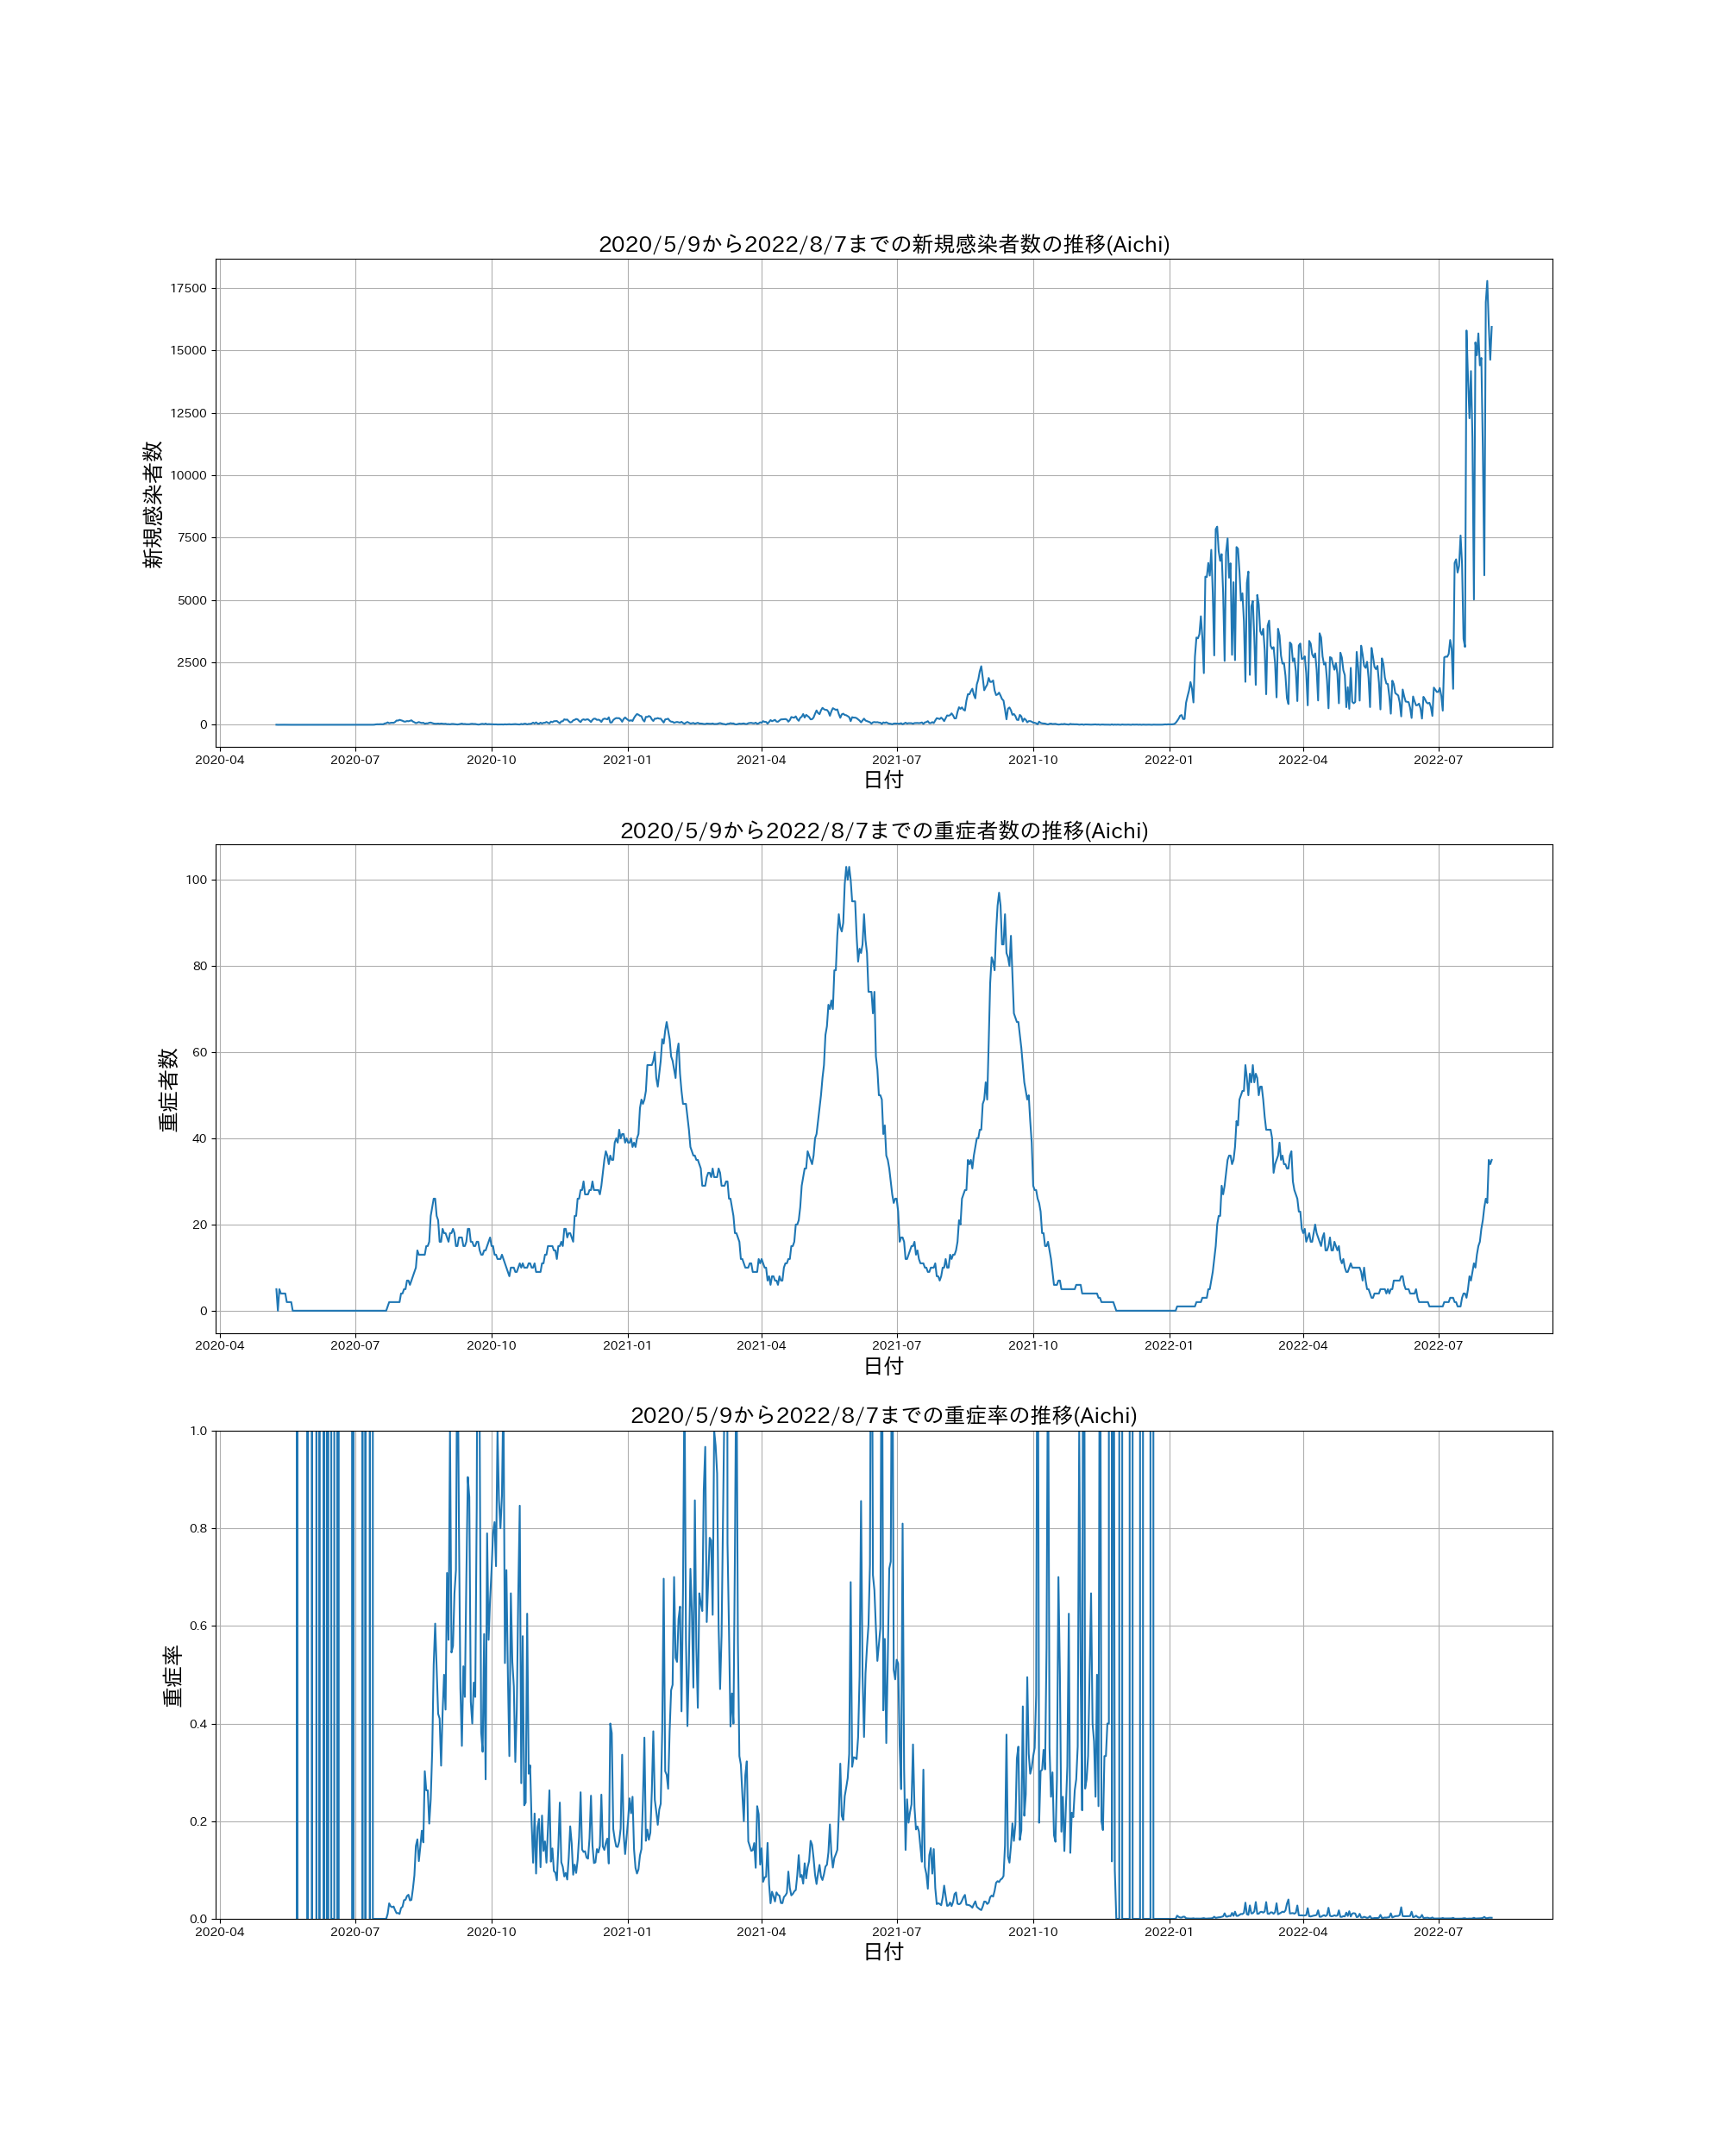 2020/5/9から2022/8/7までの新規感染者数の推移(Aichi)
新規感染者数
17500
15000
12500
10000
7500
5000
2500
0
2020-04 2020-07 2020-10 2021-01 2021-04 2021-07 2021-10 2022-01 2022-04 2022-07
日付
2020/5/9から2022/8/7までの重症者数の推移(Aichi)
重症者数
100
80
60
40
20
0
2020-04 2020-07 2020-10 2021-01 2021-04 2021-07 2021-10 2022-01 2022-04 2022-07
日付
2020/5/9から2022/8/7までの重症率の推移(Aichi)
重症率
1.0
0.8
0.6
0.4
0.2
0.0
2020-04 2020-07 2020-10 2021-01 2021-04 2021-07 2021-10 2022-01 2022-04 2022-07
日付